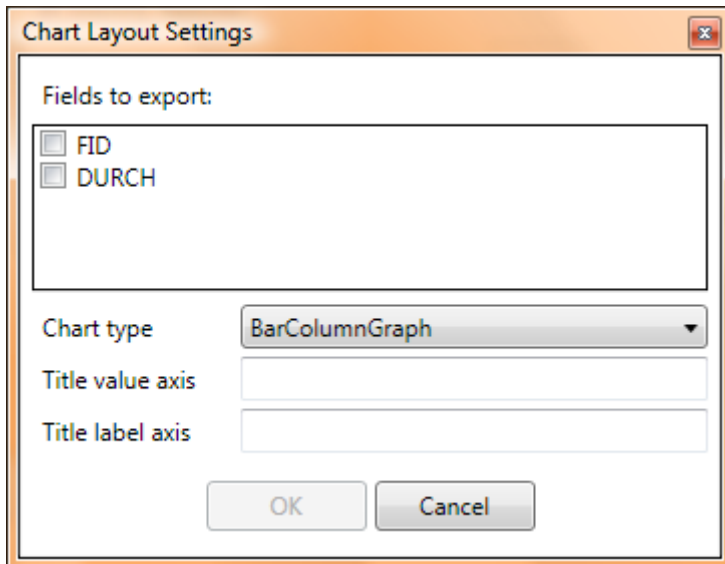 Chart Layout Settings
Fields to export:
FID
DURCH
Chart type BarColumnGraph
Title value axis
Title label axis
OK Cancel